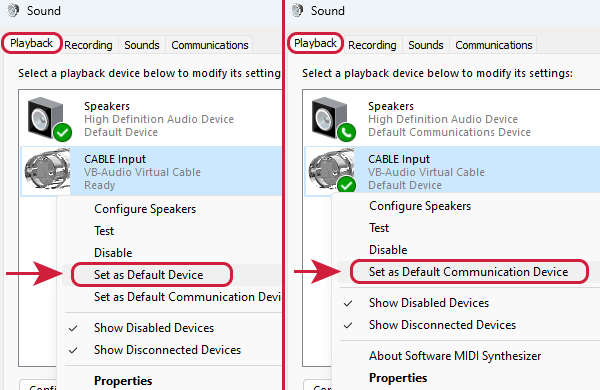 Sound
Playback Recording Sounds Communications
Select a playback device below to modify its settings
Speakers
High Definition Audio Device
Default Device
CABLE Input
VB-Audio Virtual Cable
Ready
Configure Speakers
Test
Disable
Set as Default Device
Set as Default Communication Devi
Show Disabled Devices
Show Disconnected Devices
Properties
Confi
Sound
Playback Recording Sounds Communications
Select a playback device below to modify its settings:
Speakers
High Definition Audio Device
Default Communications Device
CABLE Input
VB-Audio Virtual Cable
Default Device
Configure Speakers
Test
Disable
Set as Default Communication Device
Show Disabled Devices
Show Disconnected Devices
About Software MIDI Synthesizer
Properties